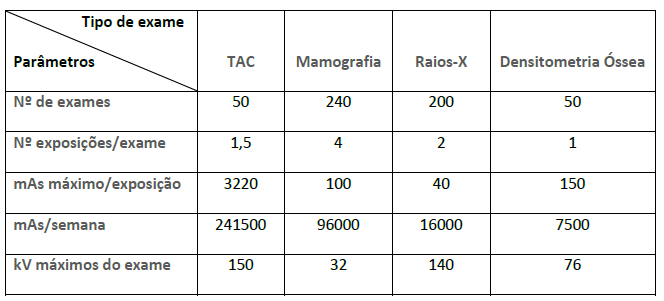 Tipo de exame
Parâmetros TAC Mamografia Raios-X Densitometria Óssea
Nº de exames 50 240 200 50
Nº exposições/exame 1,5 4 2 1
mAs máximo/exposição 3220 100 40 150
mAs/semana 241500 96000 16000 7500
kV máximos do exame 150 32 140 76